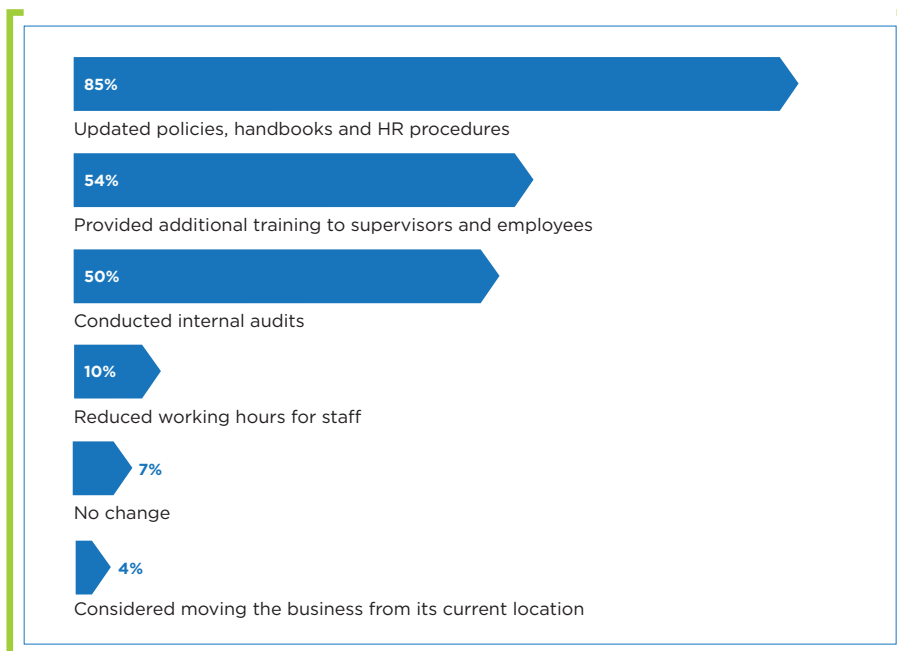 85%
Updated policies, handbooks and HR procedures
54%
Provided additional training to supervisors and employees
50%
Conducted internal audits
10%
Reduced working hours for staff
7%
No change
4%
Considered moving the business from its current location